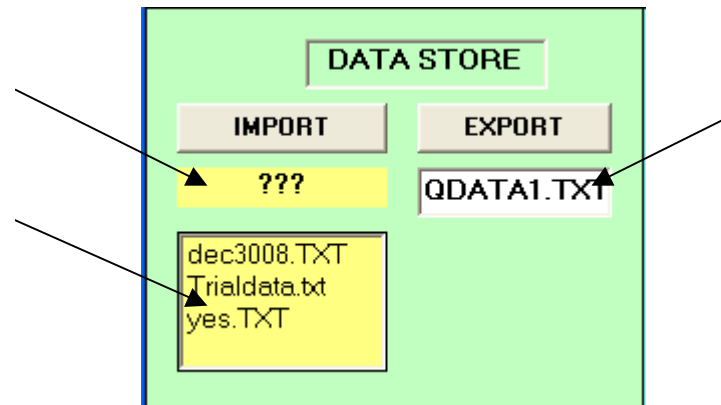 DATA STORE
IMPORT EXPORT
??? QDATA1.TXT
dec3008.TXT
Trialdata.txt
yes.TXT